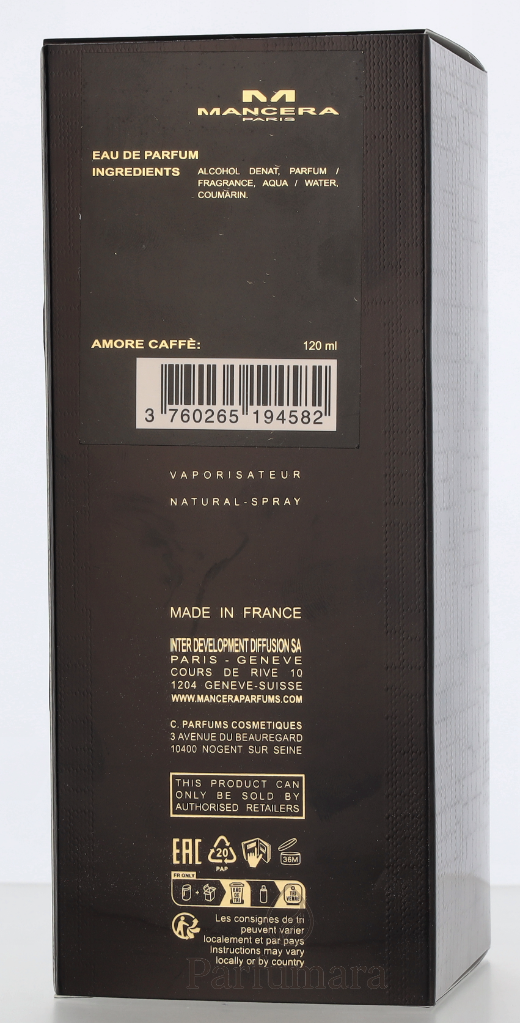 M
MANCERA
PARIS
EAU DE PARFUM
INGREDIENTS ALCOHOL DENAT, PARFUM /
FRAGRANCE, AQUA / WATER,
COUMARIN.
AMORE CAFFÈ: 120 ml
3 760265 194582
VAPORISATEUR
NATURAL-SPRAY
MADE IN FRANCE
INTER DEVELOPMENT DIFFUSION SA
PARIS - GENEVE
COURS DE RIVE 10
1204 GENEVE-SUISSE
WWW.MANCERAPARFUMS.COM
C. PARFUMS COSMETIQUES
3 AVENUE DU BEAUREGARD
10400 NOGENT SUR SEINE
THIS PRODUCT CAN
ONLY BE SOLD BY
AUTHORISED RETAILERS
EAC 20 36M
PAP
FR ONLY
+ BAC DE TRI
Les consignes de tri
peuvent varier
localement et par pays
Instructions may vary
locally or by country
Parfumara